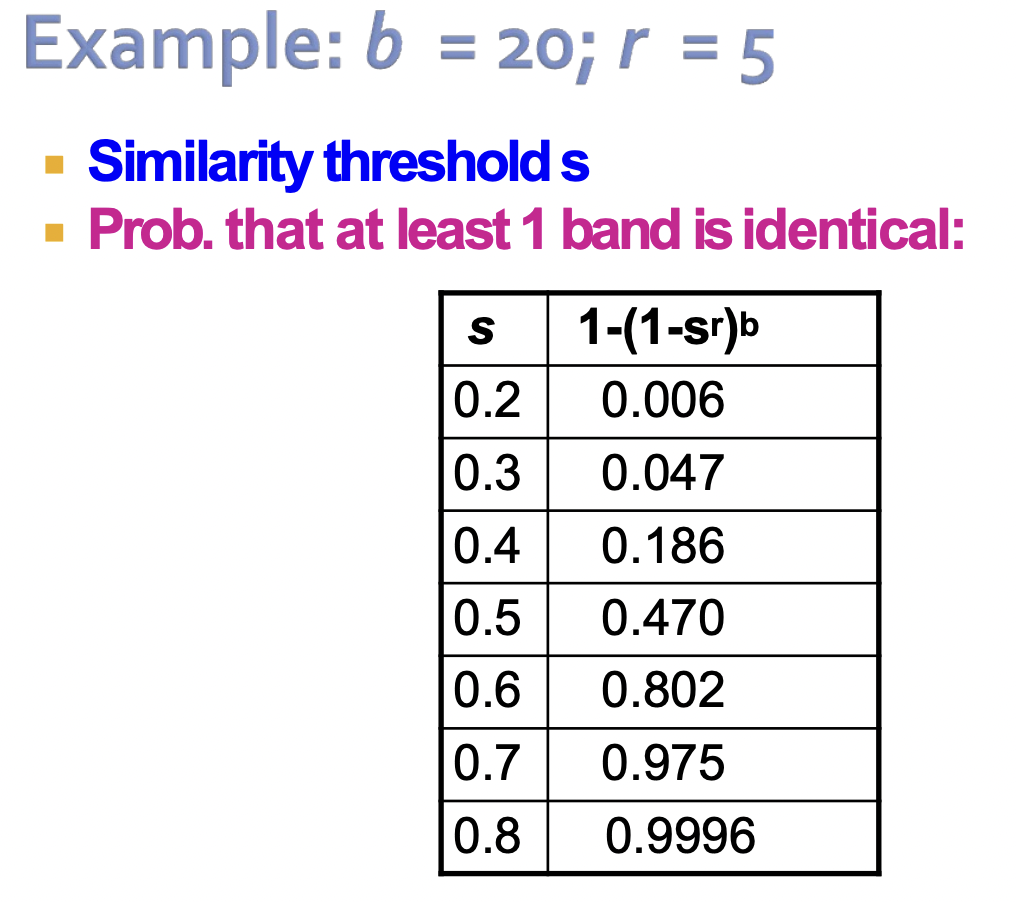 Example: b = 20; r = 5
Similarity threshold s
Prob. that at least 1 band is identical:
s 1-(1-sʳ)ᵇ
0.2 0.006
0.3 0.047
0.4 0.186
0.5 0.470
0.6 0.802
0.7 0.975
0.8 0.9996